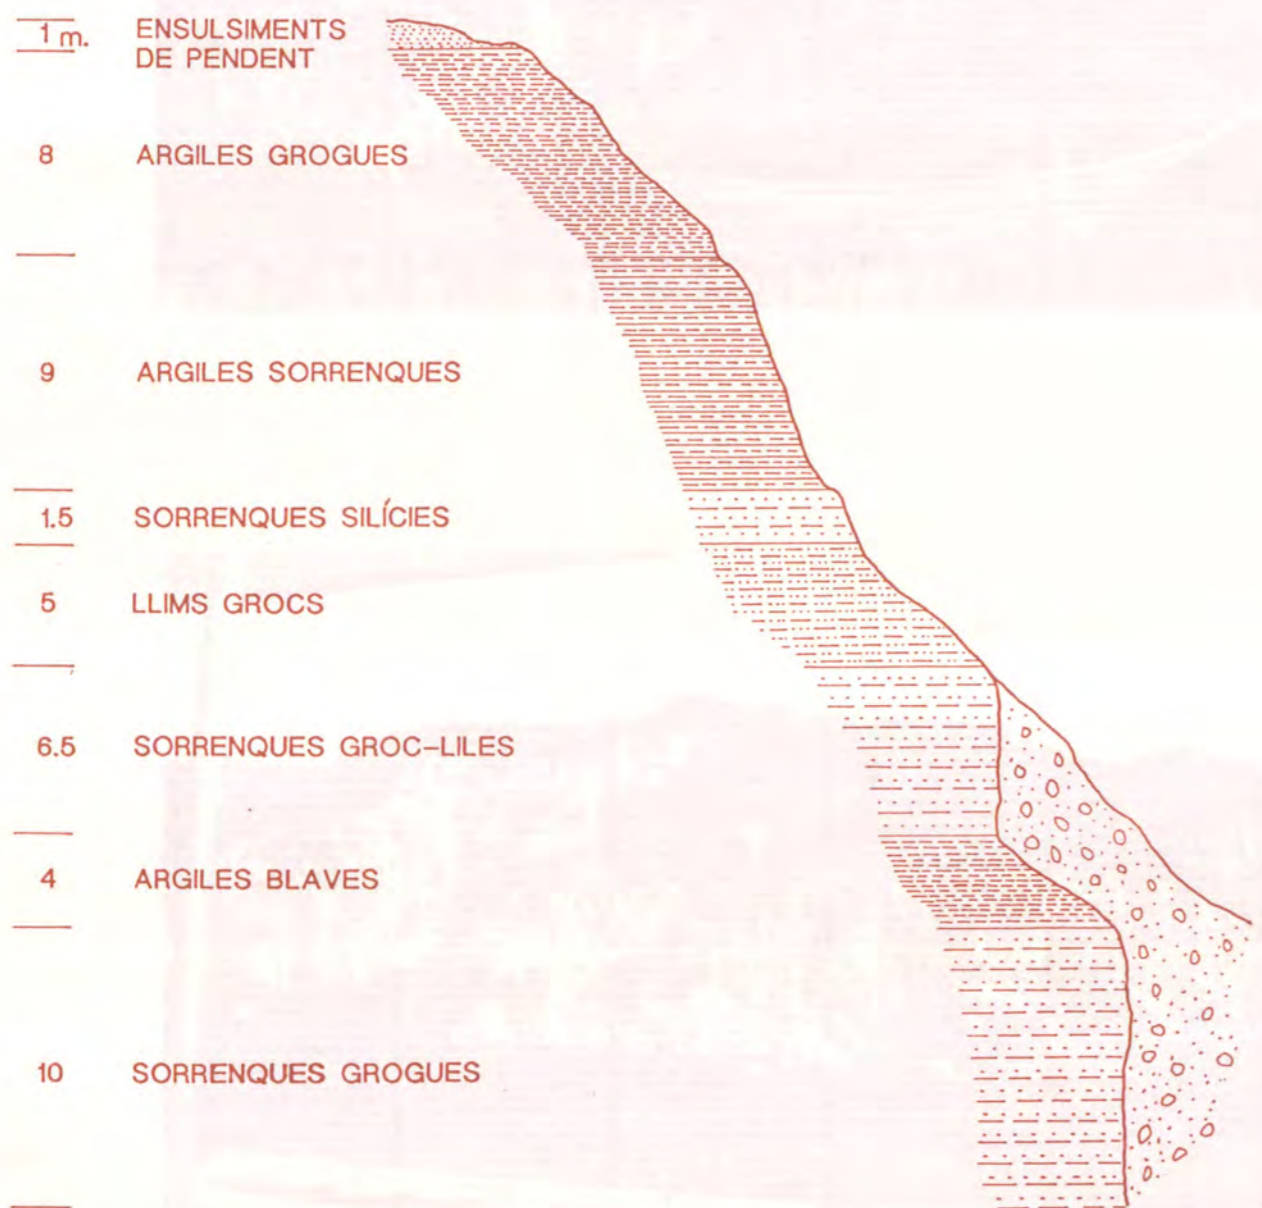 1 m. ENSULSIMENTS
DE PENDENT
8 ARGILES GROGUES
9 ARGILES SORRENQUES
1.5 SORRENQUES SILÍCIES
5 LLIMS GROCS
6.5 SORRENQUES GROC-LILES
4 ARGILES BLAVES
10 SORRENQUES GROGUES